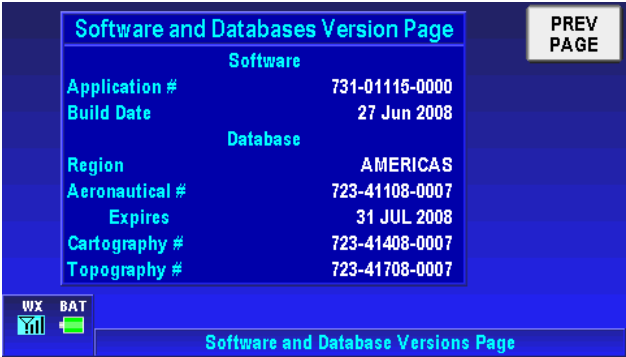 Software and Databases Version Page
PREV
PAGE
Software
Application # 731-01115-0000
Build Date 27 Jun 2008
Database
Region AMERICAS
Aeronautical # 723-41108-0007
Expires 31 JUL 2008
Cartography # 723-41408-0007
Topography # 723-41708-0007
WX BAT
Software and Database Versions Page